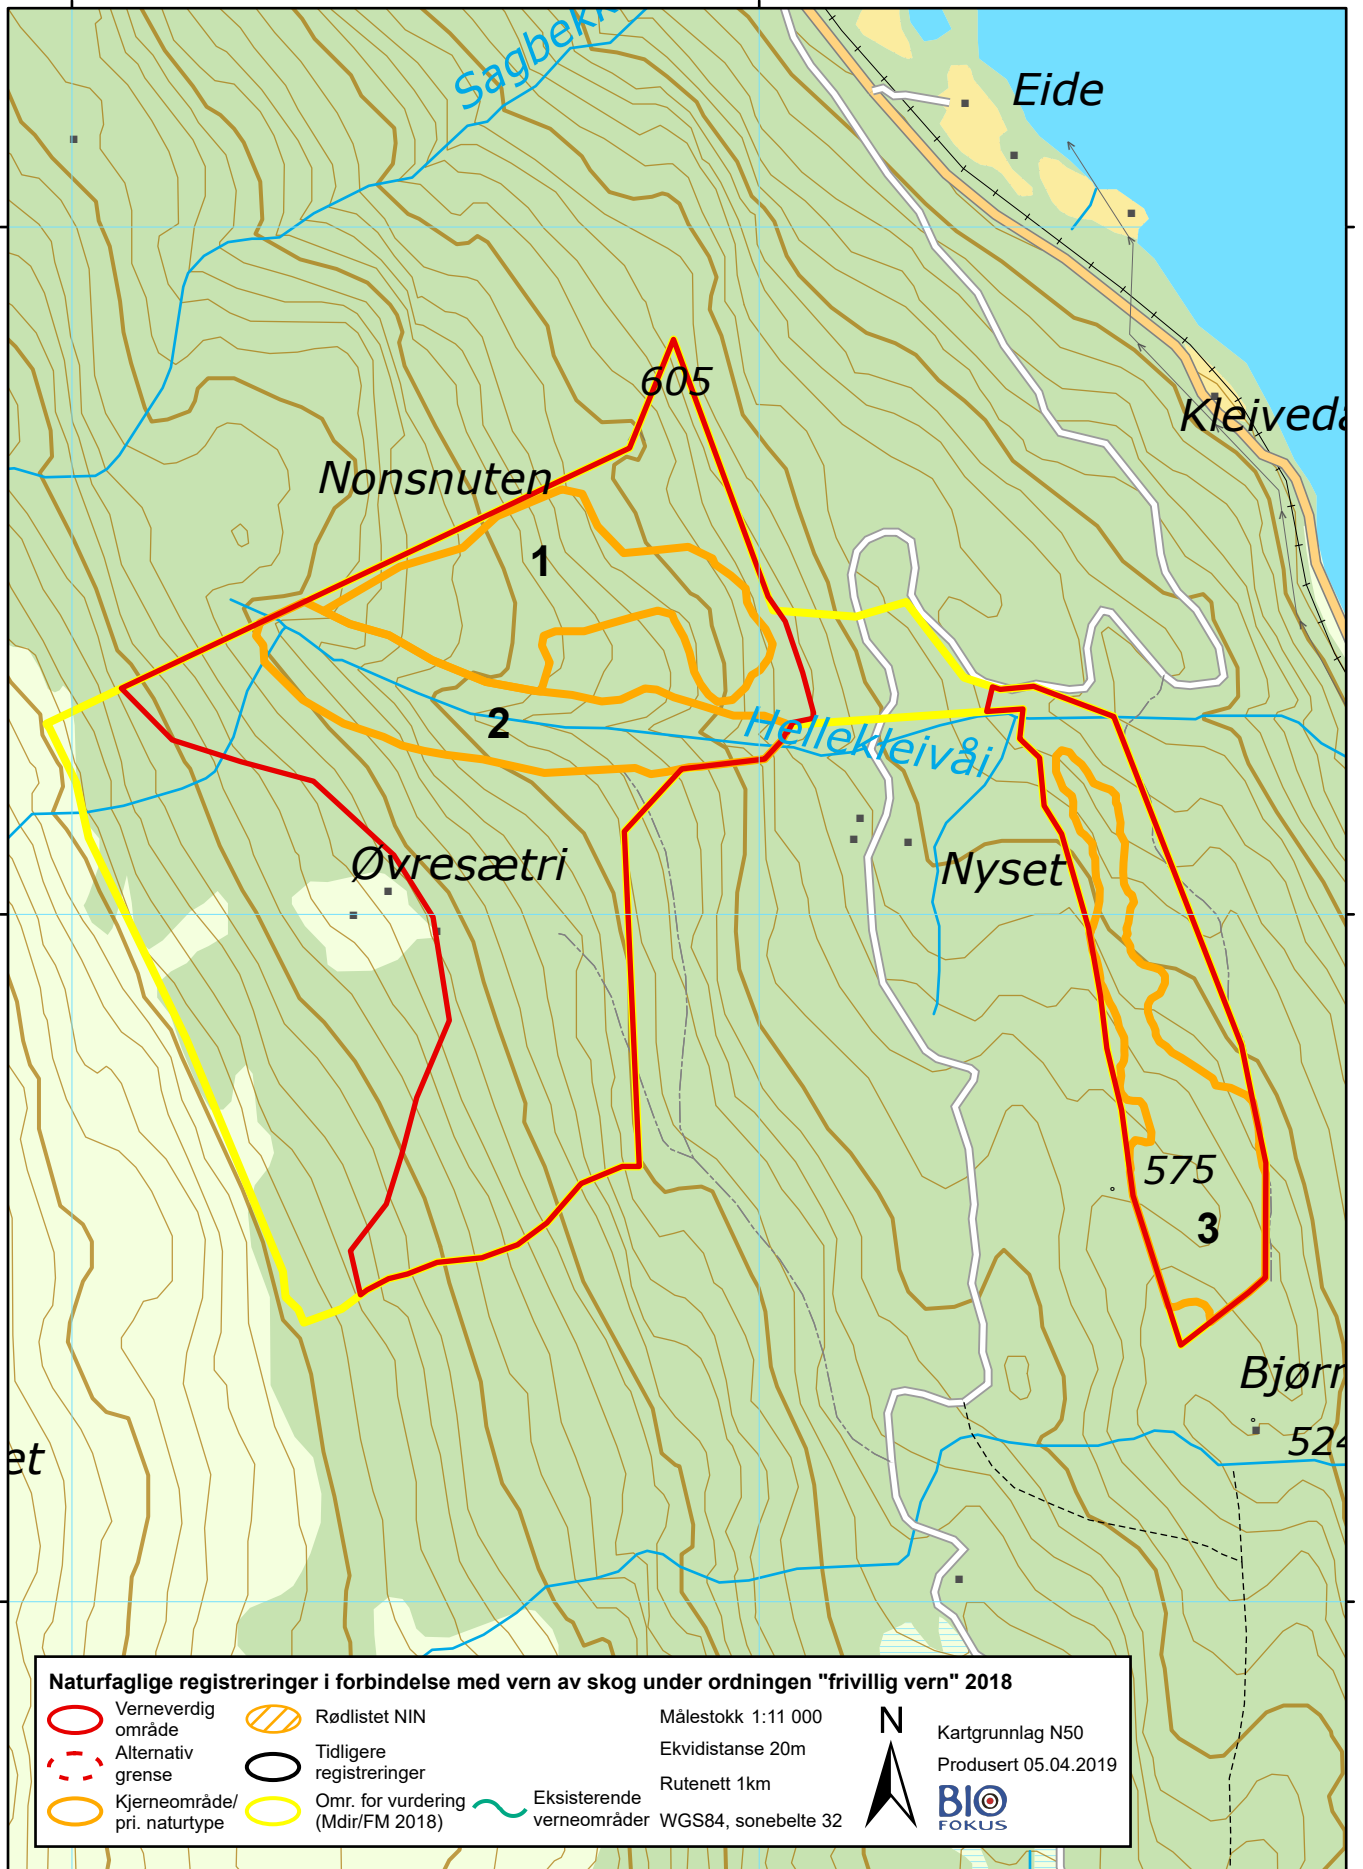 Sagbekk
Eide
605
Kleiveda
Nonsnuten
1
2
Hellekleivåi
Øvresætri
Nyset
575
3
Bjørn
524
et
Naturfaglige registreringer i forbindelse med vern av skog under ordningen "frivillig vern" 2018
Verneverdig
område
Alternativ
grense
Kjerneområde/
pri. naturtype
Rødlistet NIN
Tidligere
registreringer
Omr. for vurdering
(Mdir/FM 2018)
Eksisterende
verneområder
Målestokk 1:11 000
Ekvidistanse 20m
Rutenett 1km
WGS84, sonebelte 32
N
Kartgrunnlag N50
Produsert 05.04.2019
BIO
FOKUS